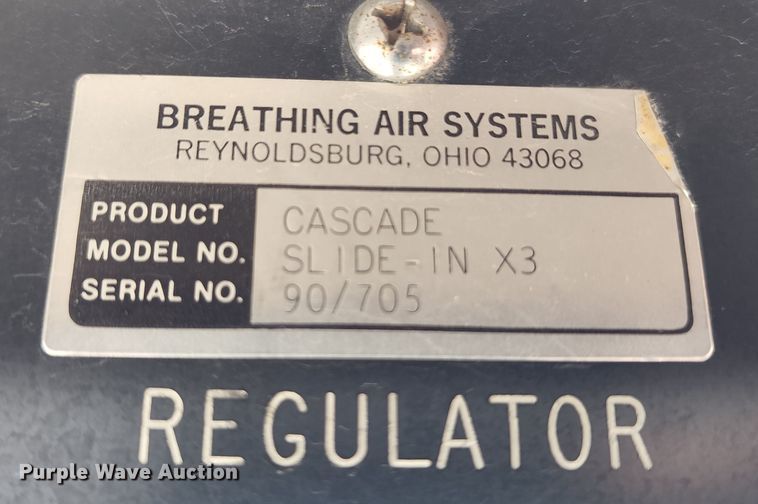 BREATHING AIR SYSTEMS
REYNOLDSBURG, OHIO 43068
PRODUCT CASCADE
MODEL NO. SLIDE-IN X3
SERIAL NO. 90/705
REGULATOR
Purple Wave Auction